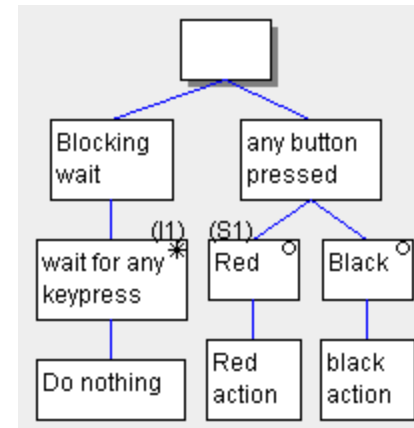 Blocking
wait
any button
pressed
(I1)
(S1)
wait for any
keypress
Red
Black
Do nothing
Red
action
black
action